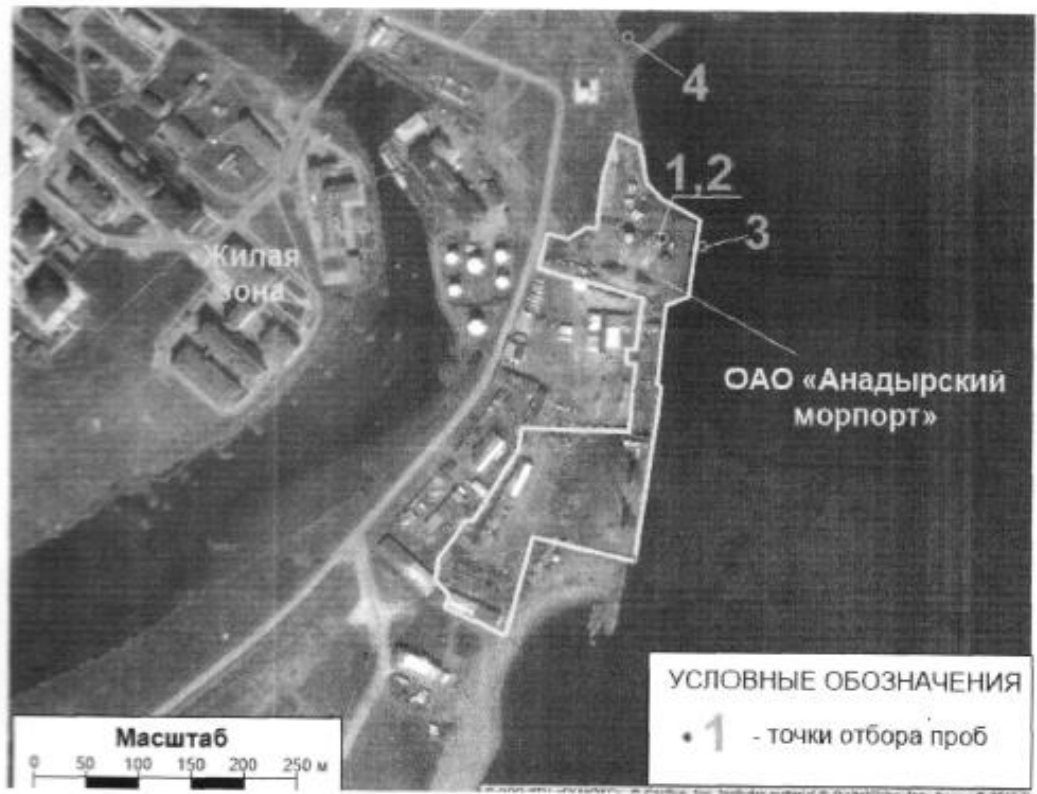 4
1,2
3
Жилая
зона
ОАО «Анадырский
морпорт»
УСЛОВНЫЕ ОБОЗНАЧЕНИЯ
1 - точки отбора проб
Масштаб
0 50 100 150 200 250 м